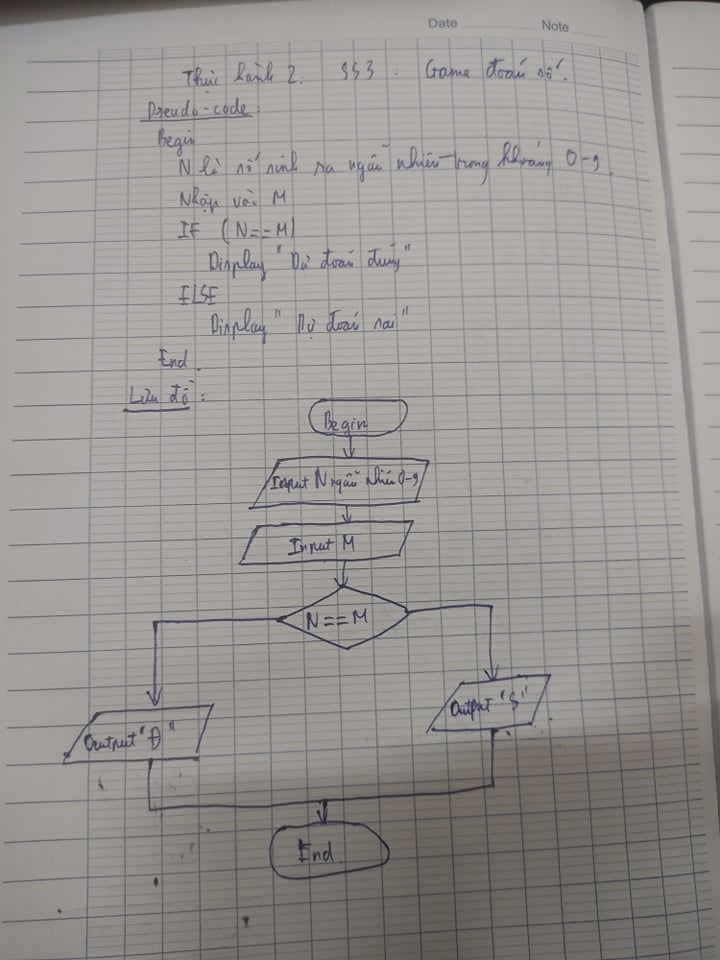 Date Note
Thực hành 2. SS3. Game đoán số.
Pseudo-code:
Begin
N là số sinh ra ngẫu nhiên trong khoảng 0-9.
Nhập vào M
IF (N==M)
Display "Dự đoán đúng"
ELSE
Display "Dự đoán sai"
End.
Lưu đồ:
Begin
Input N ngẫu nhiên 0-9
Input M
N==M
Output "S"
Output "Đ"
End.